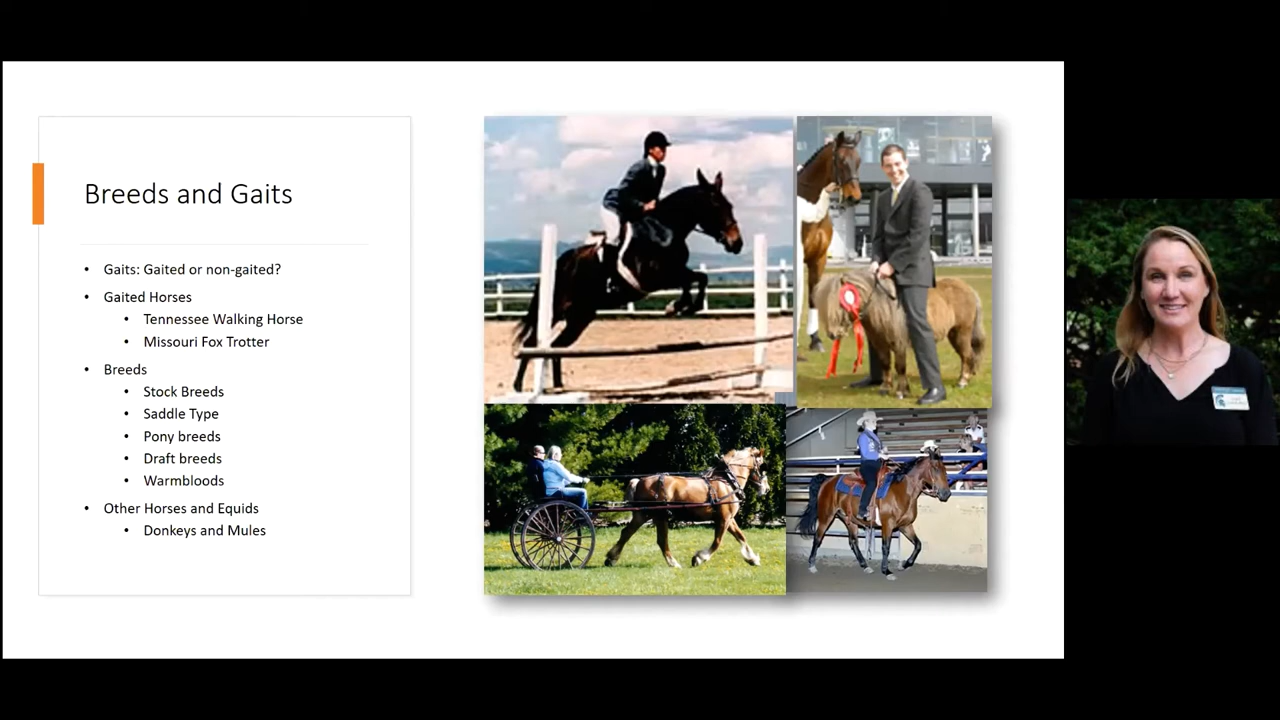 Breeds and Gaits
• Gaits: Gaited or non-gaited?
• Gaited Horses
• Tennessee Walking Horse
• Missouri Fox Trotter
• Breeds
• Stock Breeds
• Saddle Type
• Pony breeds
• Draft breeds
• Warmbloods
• Other Horses and Equids
• Donkeys and Mules